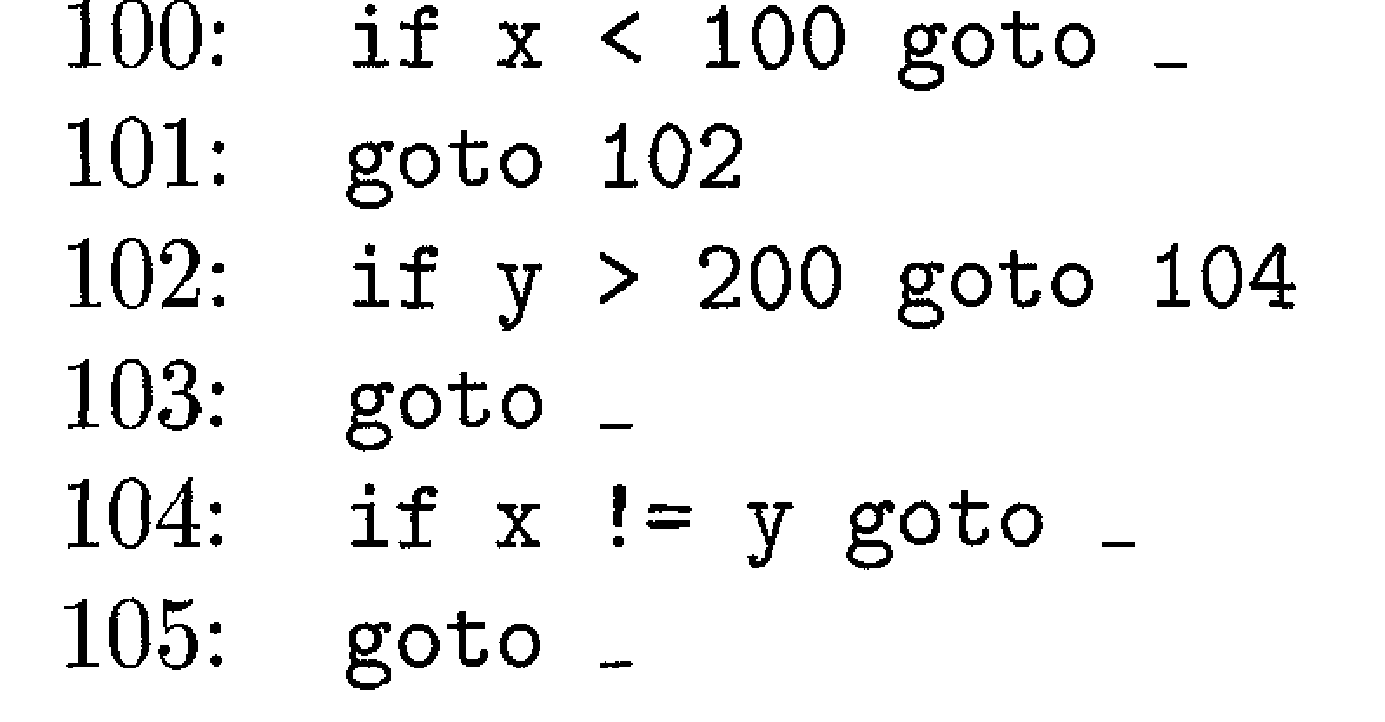 100: if x < 100 goto _
101: goto 102
102: if y > 200 goto 104
103: goto _
104: if x != y goto _
105: goto _